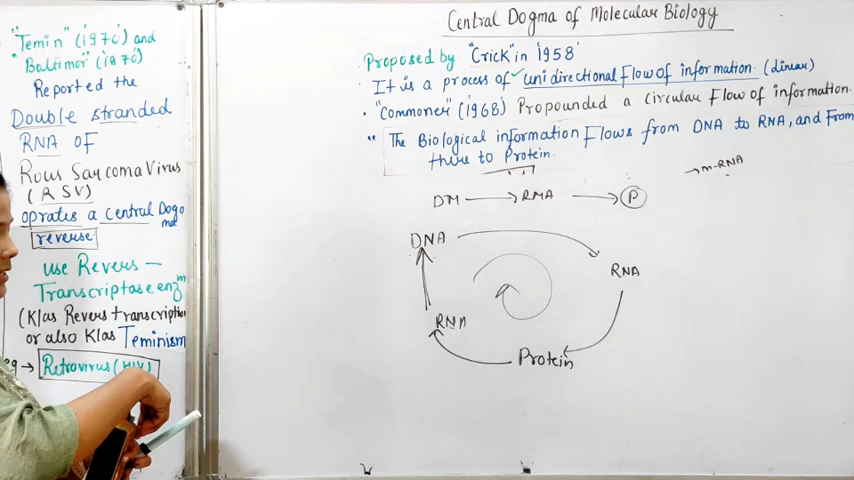 "Temin" (1970) and
"Baltimor" (1970)
Reported the
Double stranded
RNA of
Rous Sarcoma Virus
(RSV)
oprates a central Dogo
ma
reverse
use Revers -
Transcriptase enz
m
(K/as Revers transcription
or also K/as Teminism
eg → Retrovirus (HIV)
Central Dogma of Molecular Biology
Proposed by "Crick" in 1958
It is a process of unidirectional Flow of information. (linear)
• "Commoner" (1968) Propounded a Circular Flow of information.
" The Biological information Flows from DNA to RNA, and From
there to Protein.
→ m-RNA
DNA → RNA → P
DNA
RNA
RNA
Protein